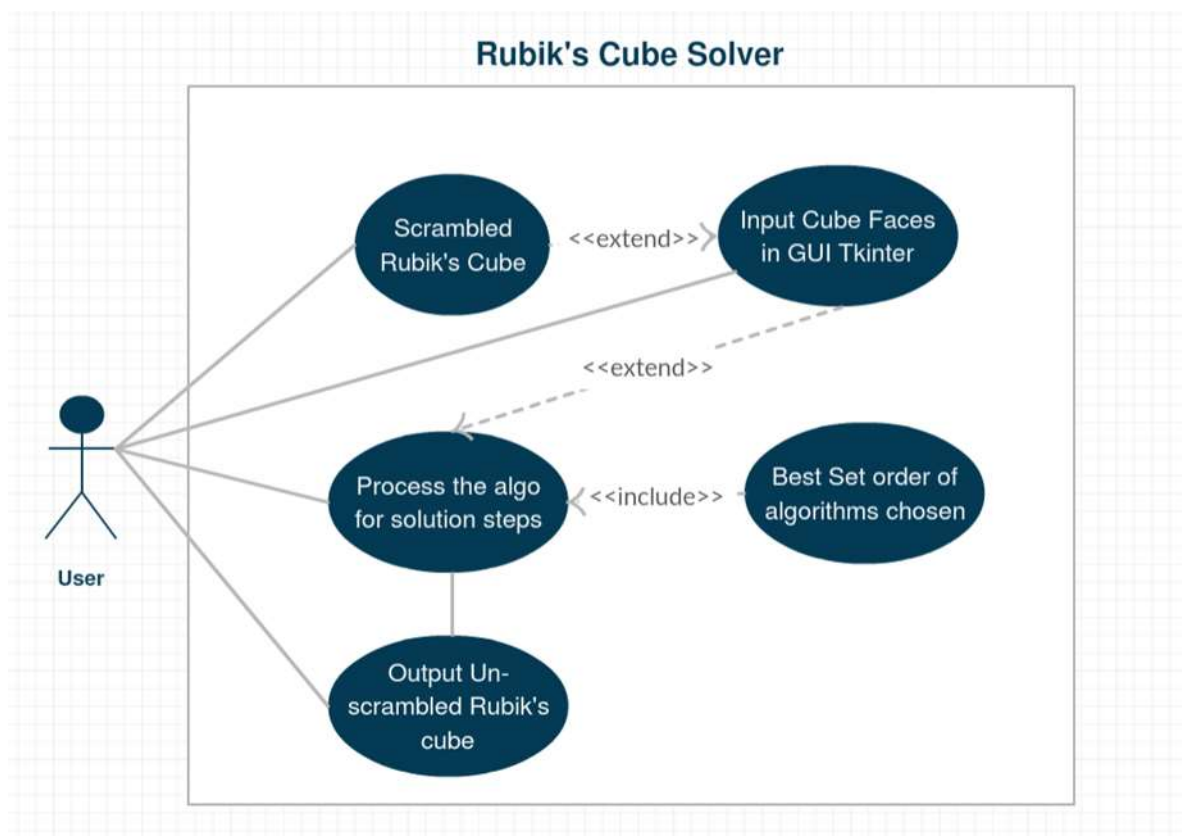 Rubik's Cube Solver
Scrambled
Rubik's Cube
<<extend>>
Input Cube Faces
in GUI Tkinter
<<extend>>
Process the algo
for solution steps
<<include>>
Best Set order of
algorithms chosen
User
Output Un-
scrambled Rubik's
cube